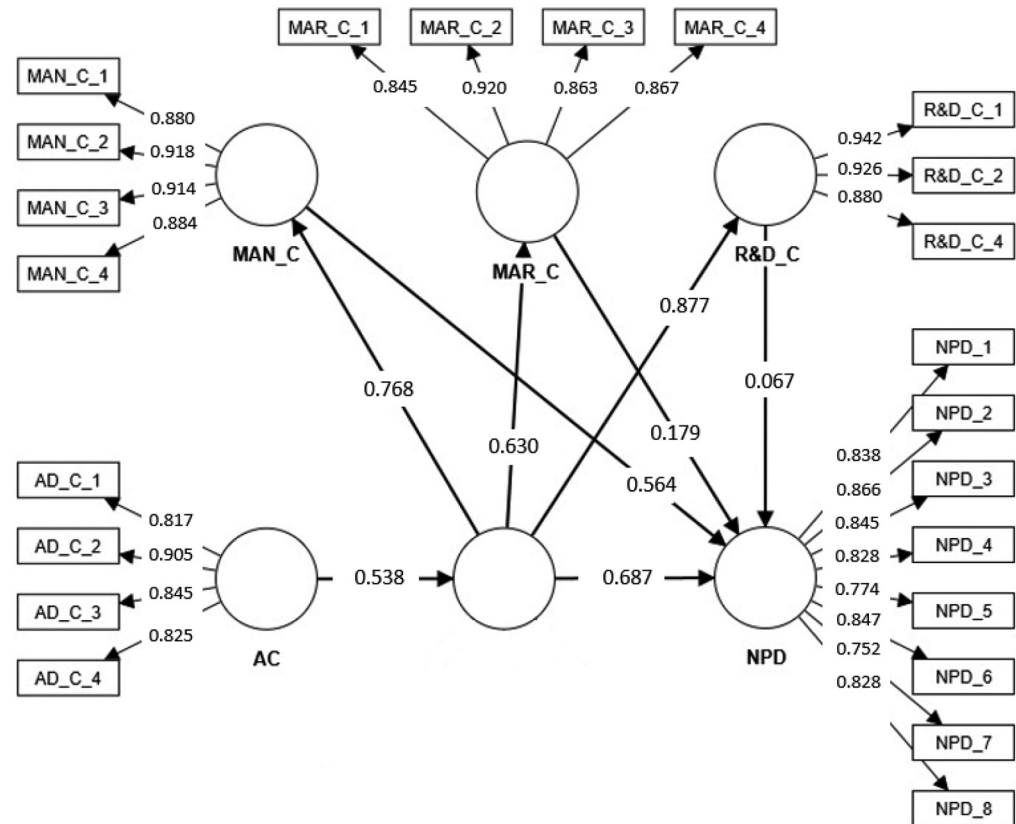 MAR_C_1 MAR_C_2 MAR_C_3 MAR_C_4
0.845 0.920 0.863 0.867
MAN_C_1
MAN_C_2
MAN_C_3
MAN_C_4
0.880
0.918
0.914
0.884
MAN_C
MAR_C
R&D_C
0.942
0.926
0.880
R&D_C_1
R&D_C_2
R&D_C_4
0.768
0.630
0.877
0.179
0.564
0.067
AD_C_1
AD_C_2
AD_C_3
AD_C_4
0.817
0.905
0.845
0.825
AC
0.538
0.687
NPD
0.838
0.866
0.845
0.828
0.774
0.847
0.752
0.828
NPD_1
NPD_2
NPD_3
NPD_4
NPD_5
NPD_6
NPD_7
NPD_8